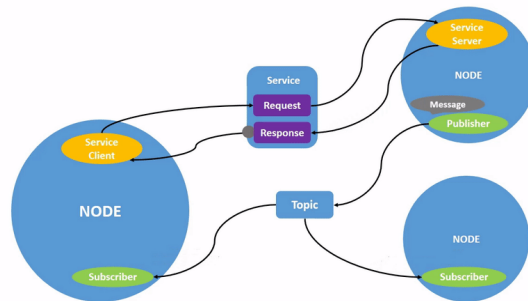 Service
Server
NODE
Message
Publisher
Service
Request
Response
Service
Client
NODE
Subscriber
Topic
NODE
Subscriber